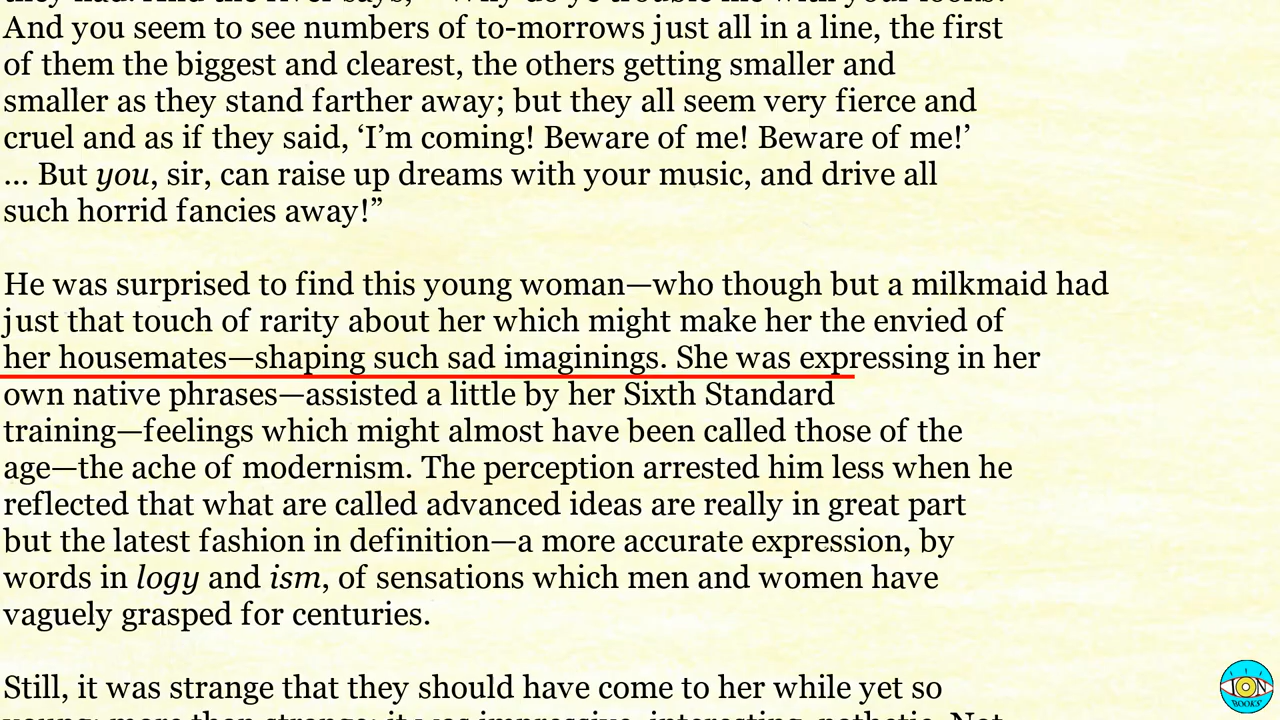 And you seem to see numbers of to-morrows just all in a line, the first
of them the biggest and clearest, the others getting smaller and
smaller as they stand farther away; but they all seem very fierce and
cruel and as if they said, ‘I’m coming! Beware of me! Beware of me!’
... But you, sir, can raise up dreams with your music, and drive all
such horrid fancies away!”
He was surprised to find this young woman—who though but a milkmaid had
just that touch of rarity about her which might make her the envied of
her housemates—shaping such sad imaginings. She was expressing in her
own native phrases—assisted a little by her Sixth Standard
training—feelings which might almost have been called those of the
age—the ache of modernism. The perception arrested him less when he
reflected that what are called advanced ideas are really in great part
but the latest fashion in definition—a more accurate expression, by
words in logy and ism, of sensations which men and women have
vaguely grasped for centuries.
Still, it was strange that they should have come to her while yet so
ION
BOOKS